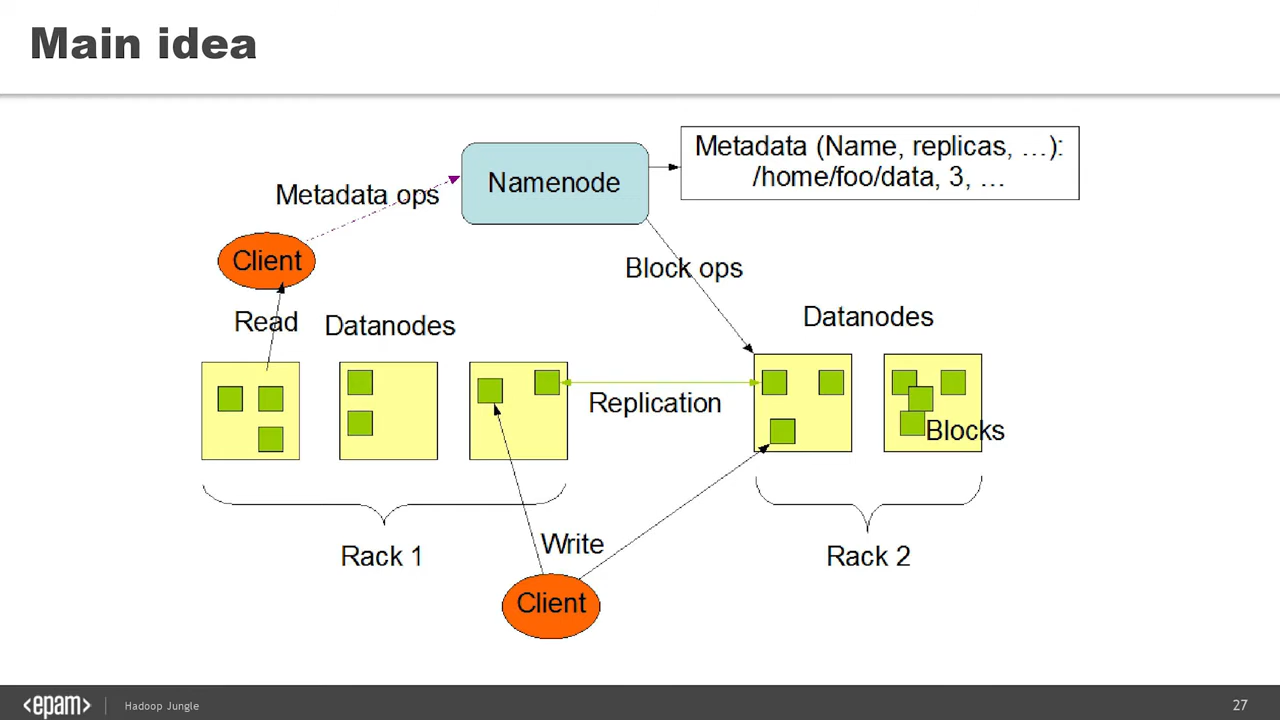 Main idea
Metadata (Name, replicas, …):
/home/foo/data, 3, …
Namenode
Metadata ops
Client
Block ops
Read
Datanodes
Datanodes
Replication
Blocks
Rack 1
Write
Rack 2
Client
<epam>
Hadoop Jungle
27